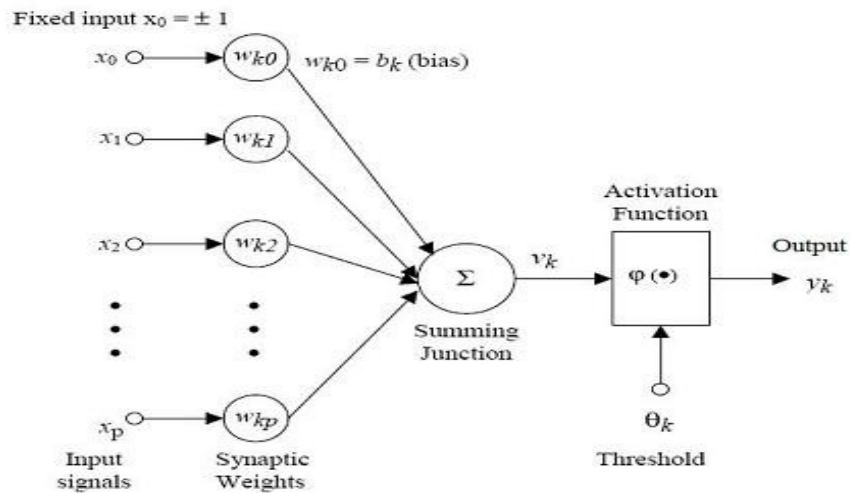 Fixed input x₀ = ± 1
x₀
wk0
wk0 = bk (bias)
x₁
wk1
x₂
wk2
xp
wkp
Input
signals
Synaptic
Weights
Σ
Summing
Junction
vk
Activation
Function
φ (•)
θk
Threshold
Output
yk